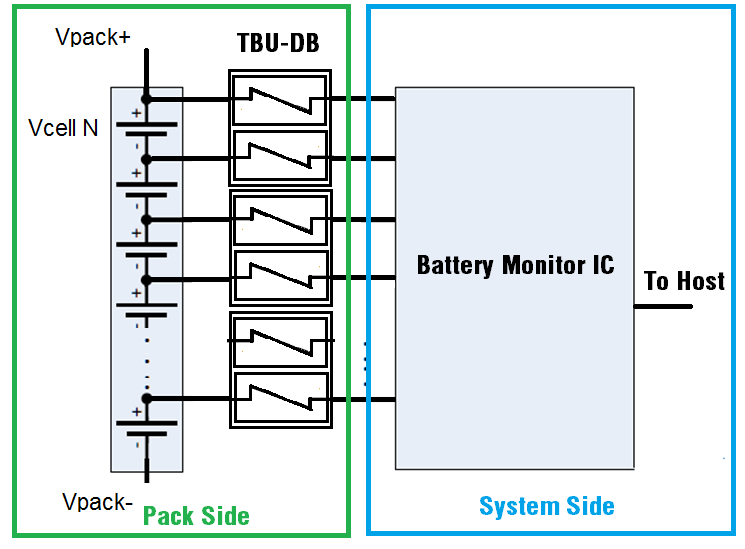 Vpack+
TBU-DB
Vcell N
+
-
+
-
+
-
+
-
+
-
Battery Monitor IC
To Host
Vpack-
Pack Side
System Side